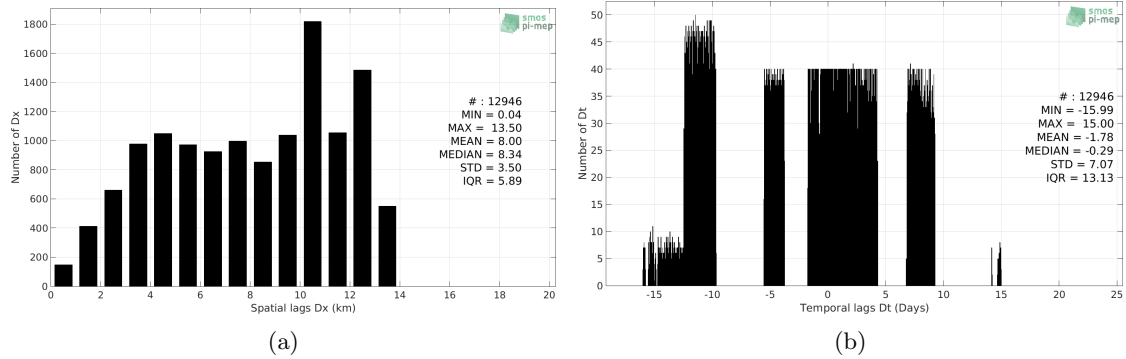 1800
1600
1400
1200
1000
800
600
400
200
0
Number of Dx
smos
pi-mep
# : 12946
MIN = 0.04
MAX = 13.50
MEAN = 8.00
MEDIAN = 8.34
STD = 3.50
IQR = 5.89
0 2 4 6 8 10 12 14 16 18 20
Spatial lags Dx (km)
(a)
50
45
40
35
30
25
20
15
10
5
0
Number of Dt
smos
pi-mep
# : 12946
MIN = -15.99
MAX = 15.00
MEAN = -1.78
MEDIAN = -0.29
STD = 7.07
IQR = 13.13
-15 -10 -5 0 5 10 15 20 25
Temporal lags Dt (Days)
(b)